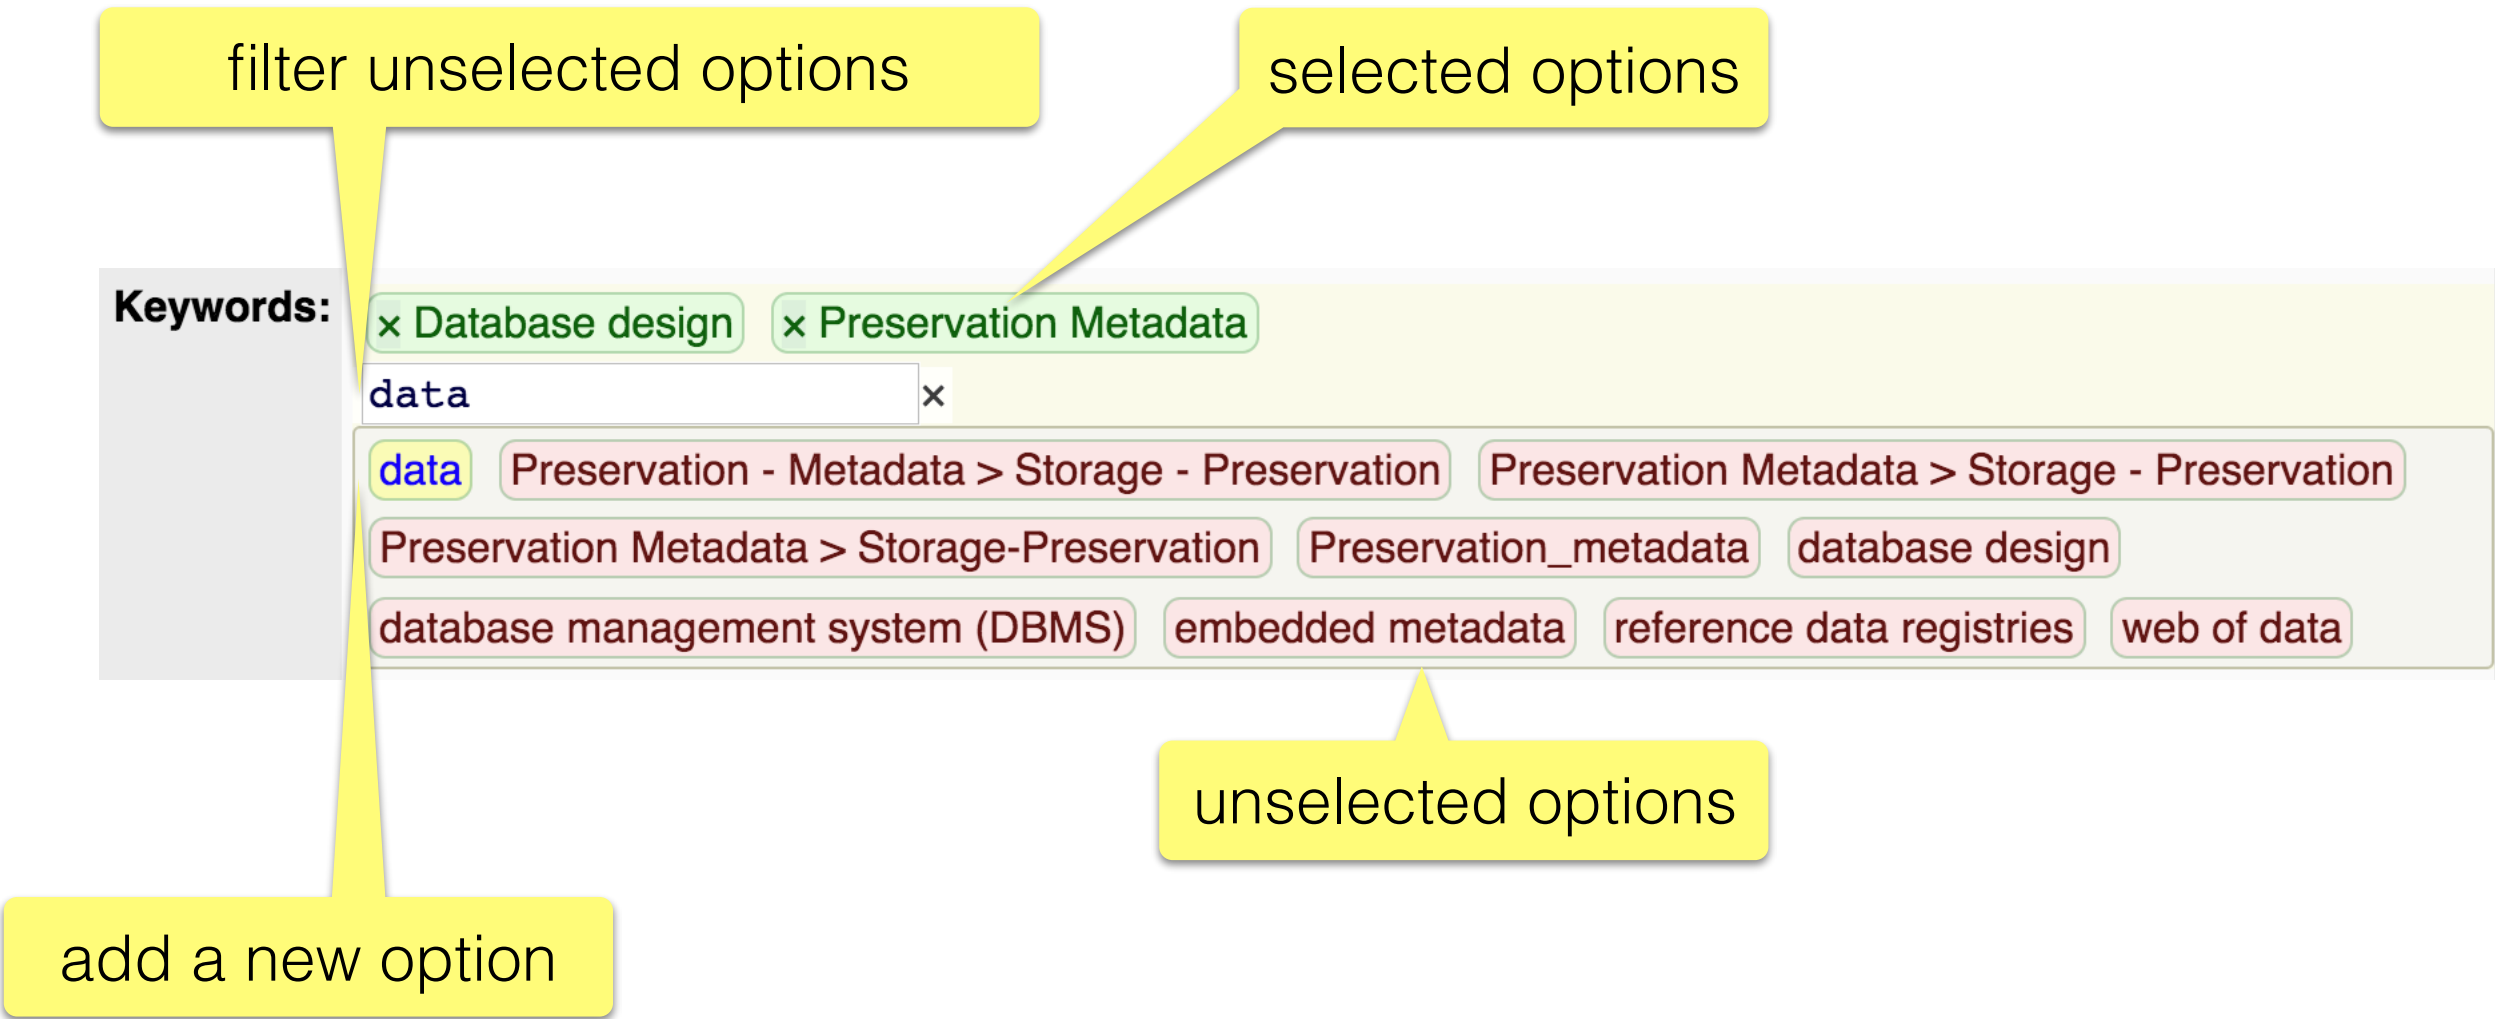 filter unselected options
selected options
Keywords:
× Database design × Preservation Metadata
data ×
data Preservation - Metadata > Storage - Preservation Preservation Metadata > Storage - Preservation
Preservation Metadata > Storage-Preservation Preservation_metadata database design
database management system (DBMS) embedded metadata reference data registries web of data
unselected options
add a new option